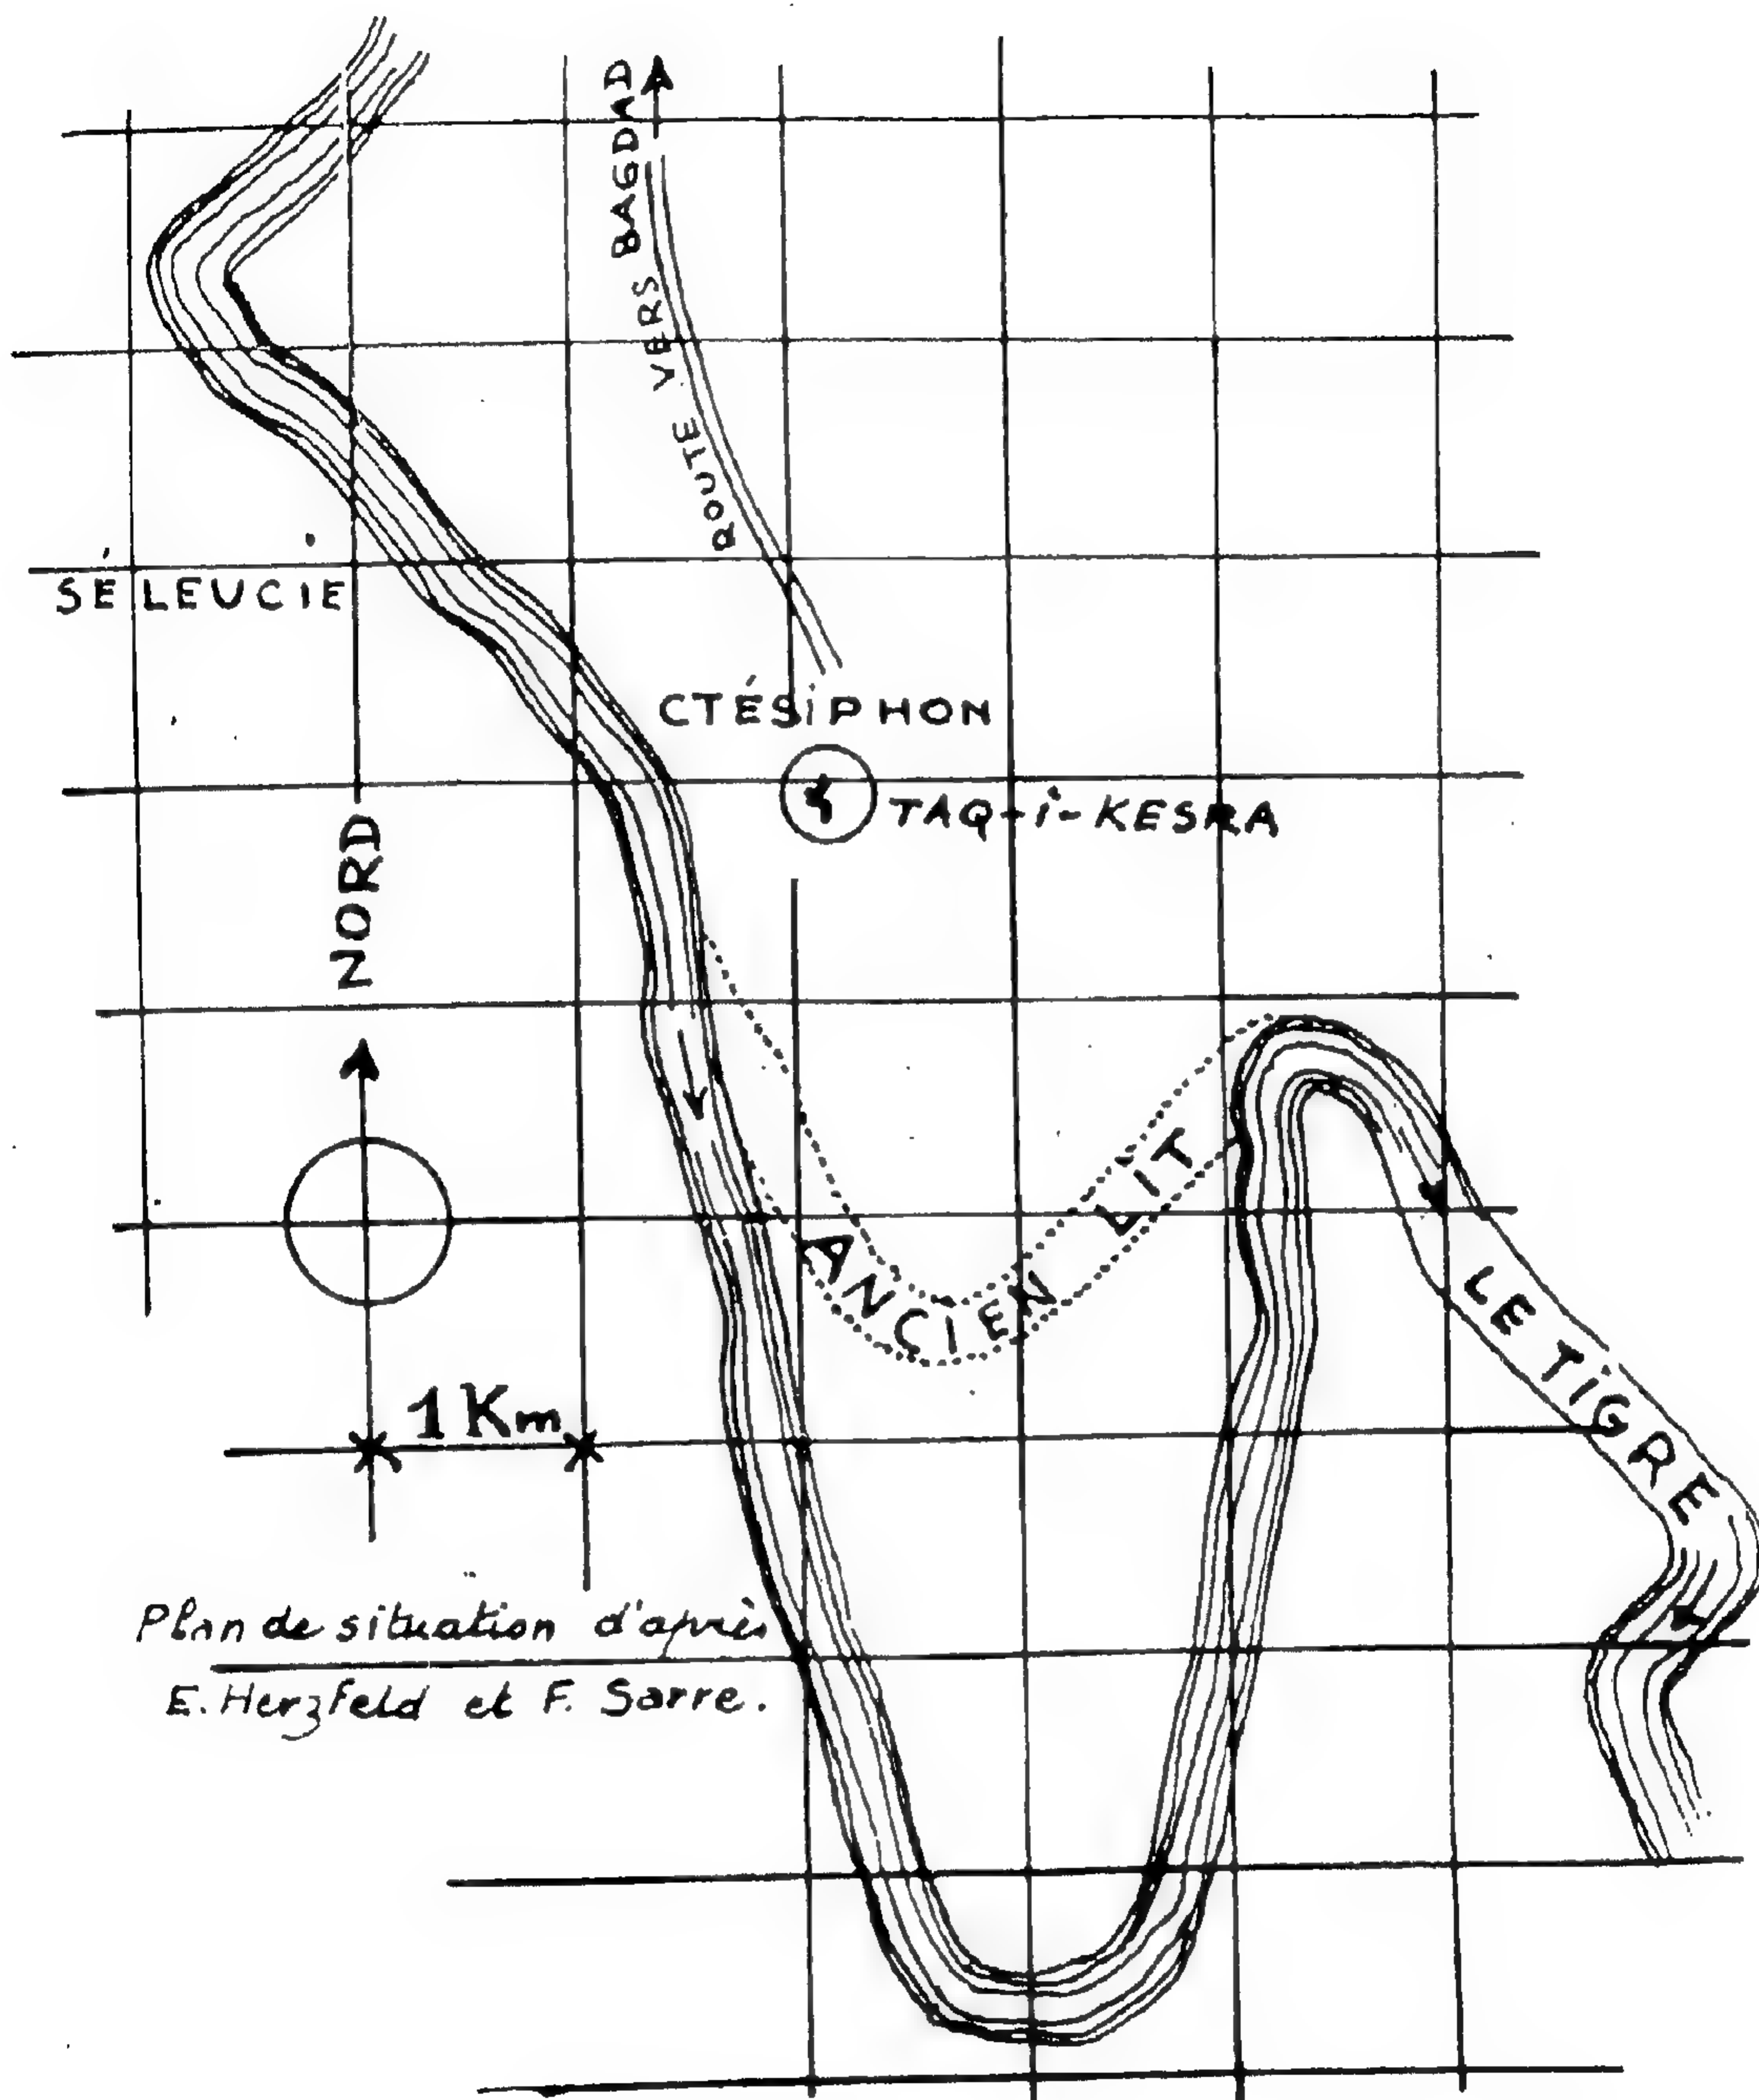 ROUTE VERS BAGDAD
SÉLEUCIE
CTÉSiPHON
TAQ-i-KESRA
NORD
ANCIEN LIT
LE TiGRE
1 Km
Plan de situation d'après
E. Herzfeld et F. Sarre.